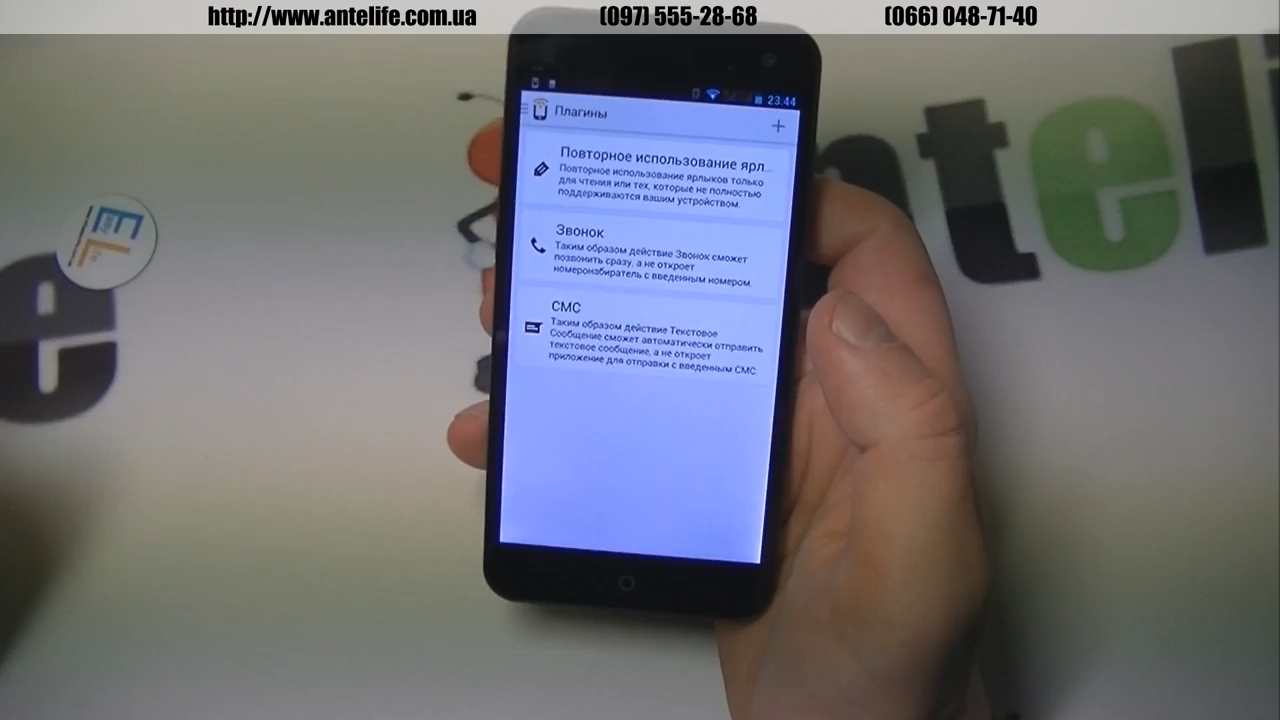 http://www.antelife.com.ua (097) 555-28-68 (066) 048-71-40
23:44
Плагины
Повторное использование ярл...
Повторное использование ярлыков только
для чтения или тех, которые не полностью
поддерживаются вашим устройством.
Звонок
Таким образом действие Звонок сможет
позвонить сразу, а не откроет
номеронабиратель с введенным номером.
СМС
Таким образом действие Текстовое
Сообщение сможет автоматически отправить
текстовое сообщение, а не откроет
приложение для отправки с введенным СМС.
nteli
e
EL